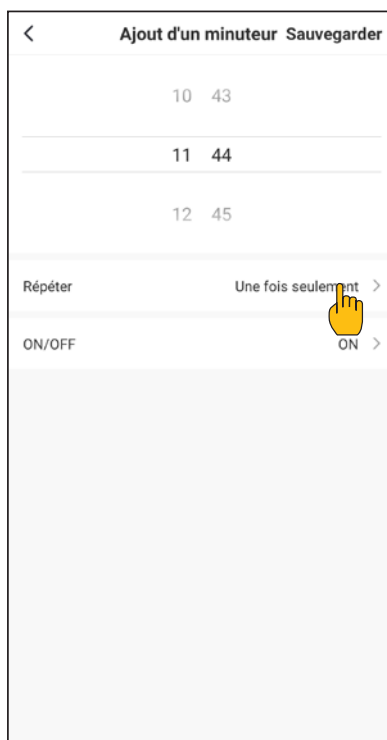 Ajout d'un minuteur Sauvegarder
10 43
11 44
12 45
Répéter Une fois seulement
ON/OFF ON